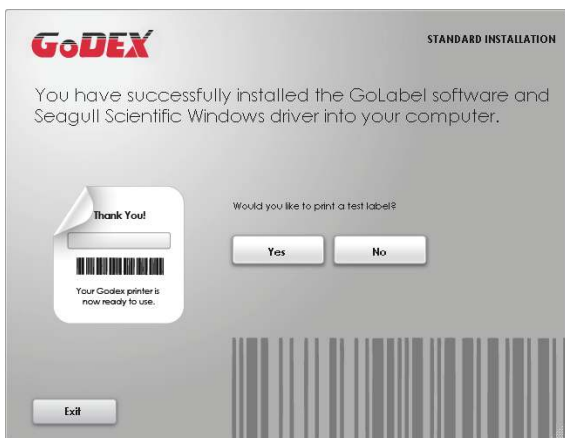 GoDEX
STANDARD INSTALLATION
You have successfully installed the GoLabel software and
Seagull Scientific Windows driver into your computer.
Thank You!
Your Godex printer is
now ready to use.
Would you like to print a test label?
Yes
No
Exit